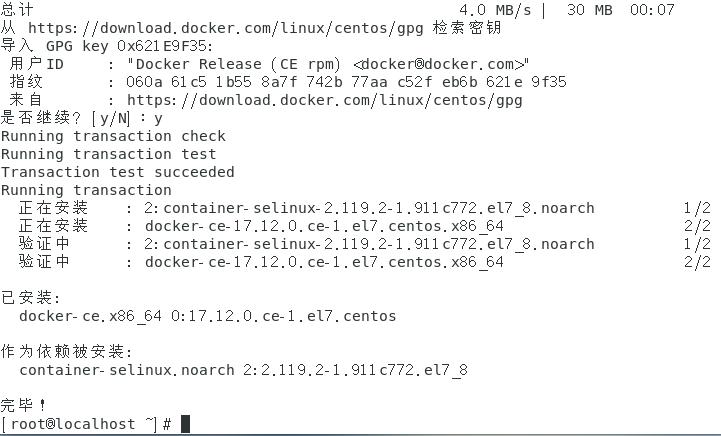 总计 4.0 MB/s | 30 MB 00:07
从 https://download.docker.com/linux/centos/gpg 检索密钥
导入 GPG key 0x621E9F35:
用户ID : "Docker Release (CE rpm) <docker@docker.com>"
指纹 : 060a 61c5 1b55 8a7f 742b 77aa c52f eb6b 621e 9f35
来自 : https://download.docker.com/linux/centos/gpg
是否继续？[y/N]：y
Running transaction check
Running transaction test
Transaction test succeeded
Running transaction
正在安装 : 2:container-selinux-2.119.2-1.911c772.el7_8.noarch 1/2
正在安装 : docker-ce-17.12.0.ce-1.el7.centos.x86_64 2/2
验证中 : 2:container-selinux-2.119.2-1.911c772.el7_8.noarch 1/2
验证中 : docker-ce-17.12.0.ce-1.el7.centos.x86_64 2/2
已安装:
docker-ce.x86_64 0:17.12.0.ce-1.el7.centos
作为依赖被安装:
container-selinux.noarch 2:2.119.2-1.911c772.el7_8
完毕！
[root@localhost ~]#